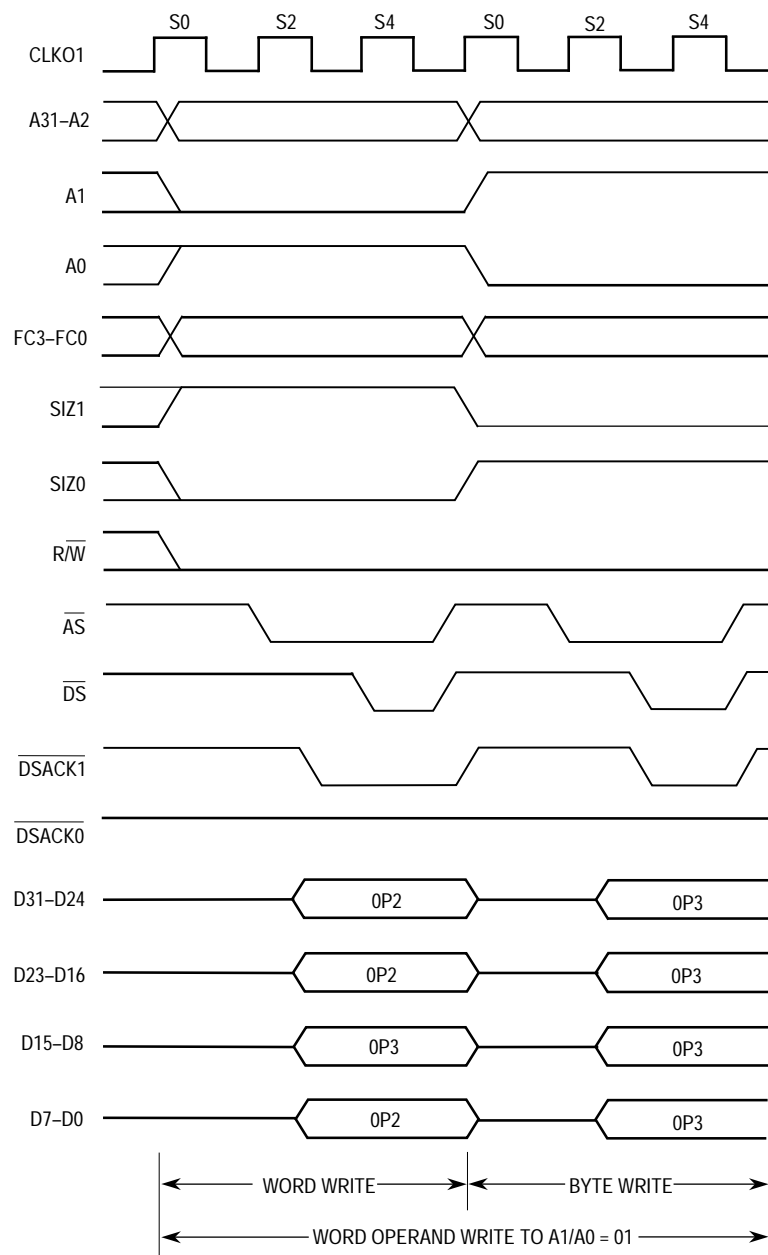 S0 S2 S4 S0 S2 S4
CLKO1
A31–A2
A1
A0
FC3–FC0
SIZ1
SIZ0
R/W
AS
DS
DSACK1
DSACK0
D31–D24 0P2 0P3
D23–D16 0P2 0P3
D15–D8 0P3 0P3
D7–D0 0P2 0P3
WORD WRITE BYTE WRITE
WORD OPERAND WRITE TO A1/A0 = 01